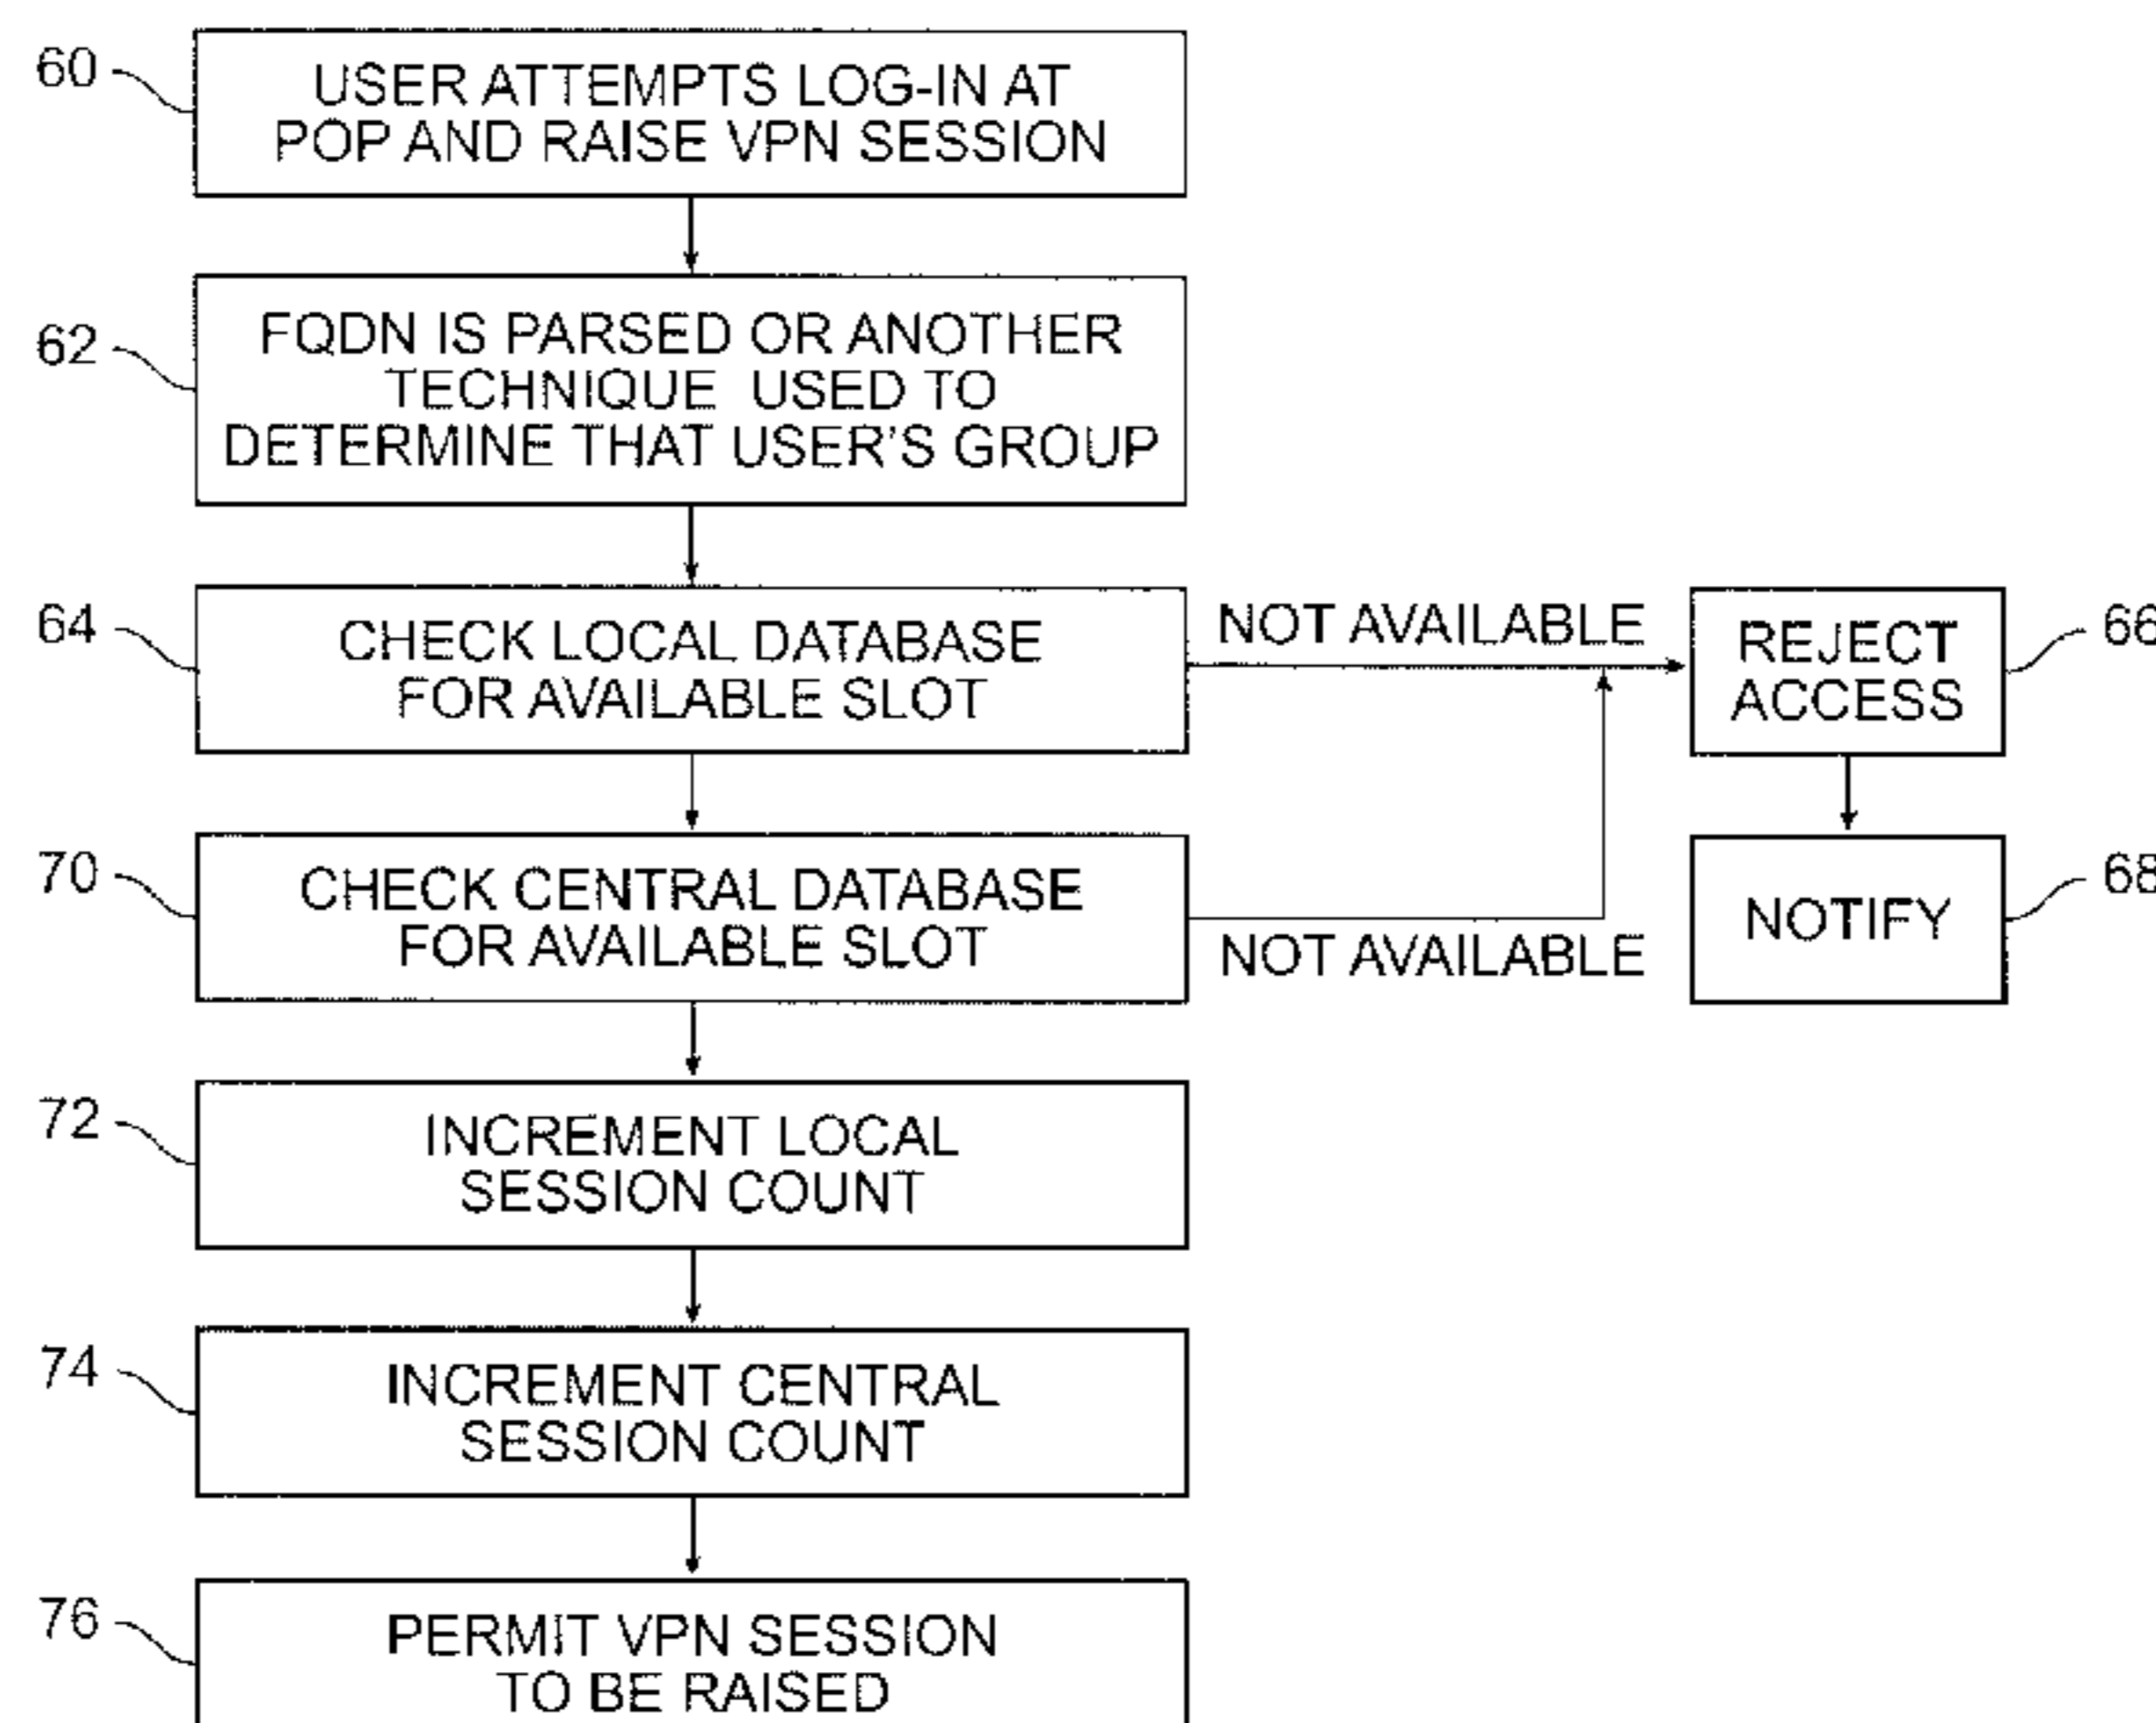 60
USER ATTEMPTS LOG-IN AT
POP AND RAISE VPN SESSION
62
FQDN IS PARSED OR ANOTHER
TECHNIQUE USED TO
DETERMINE THAT USER'S GROUP
64
CHECK LOCAL DATABASE
FOR AVAILABLE SLOT
NOT AVAILABLE
REJECT
ACCESS
66
70
CHECK CENTRAL DATABASE
FOR AVAILABLE SLOT
NOT AVAILABLE
NOTIFY
68
72
INCREMENT LOCAL
SESSION COUNT
74
INCREMENT CENTRAL
SESSION COUNT
76
PERMIT VPN SESSION
TO BE RAISED